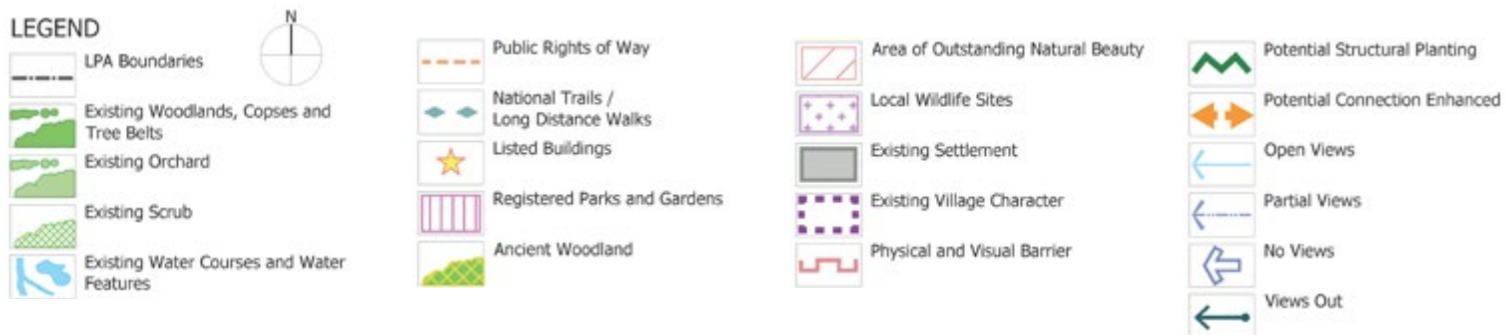 LEGEND
N
LPA Boundaries
Existing Woodlands, Copses and
Tree Belts
Existing Orchard
Existing Scrub
Existing Water Courses and Water
Features
Public Rights of Way
National Trails /
Long Distance Walks
Listed Buildings
Registered Parks and Gardens
Ancient Woodland
Area of Outstanding Natural Beauty
Local Wildlife Sites
Existing Settlement
Existing Village Character
Physical and Visual Barrier
Potential Structural Planting
Potential Connection Enhanced
Open Views
Partial Views
No Views
Views Out